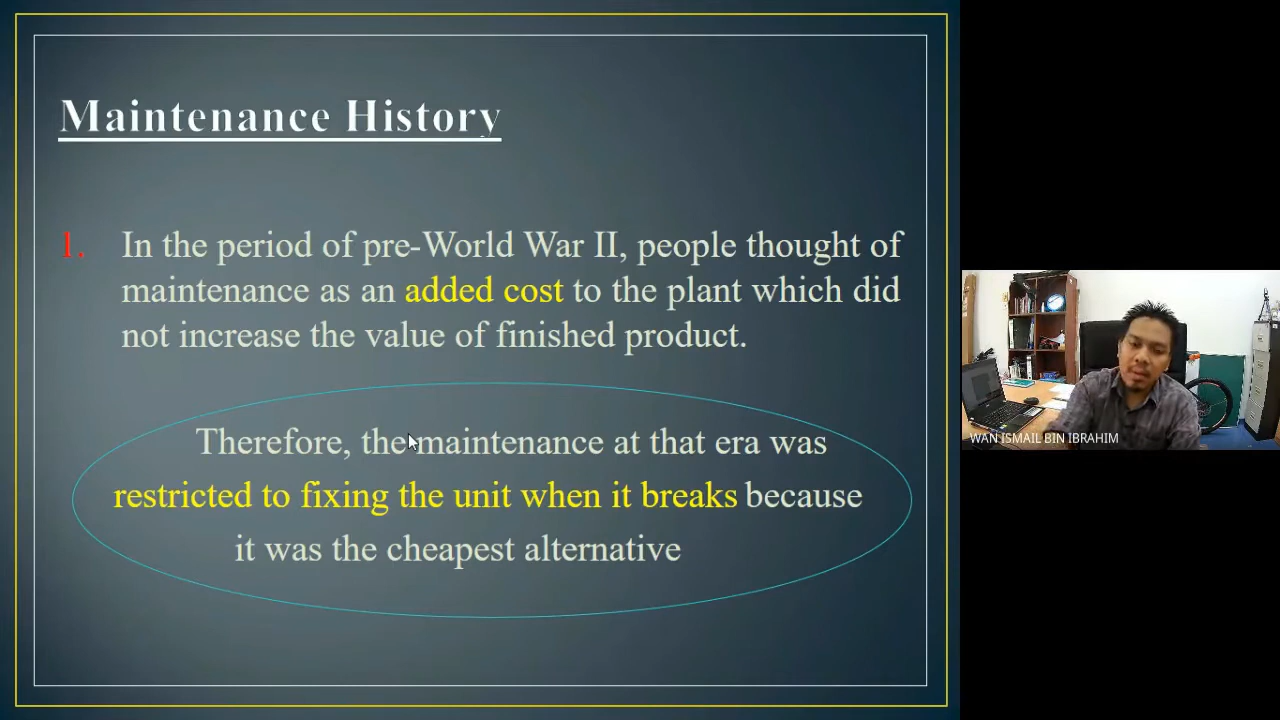 Maintenance History
1. In the period of pre-World War II, people thought of
maintenance as an added cost to the plant which did
not increase the value of finished product.
Therefore, the maintenance at that era was
restricted to fixing the unit when it breaks because
it was the cheapest alternative
WAN ISMAIL BIN IBRAHIM